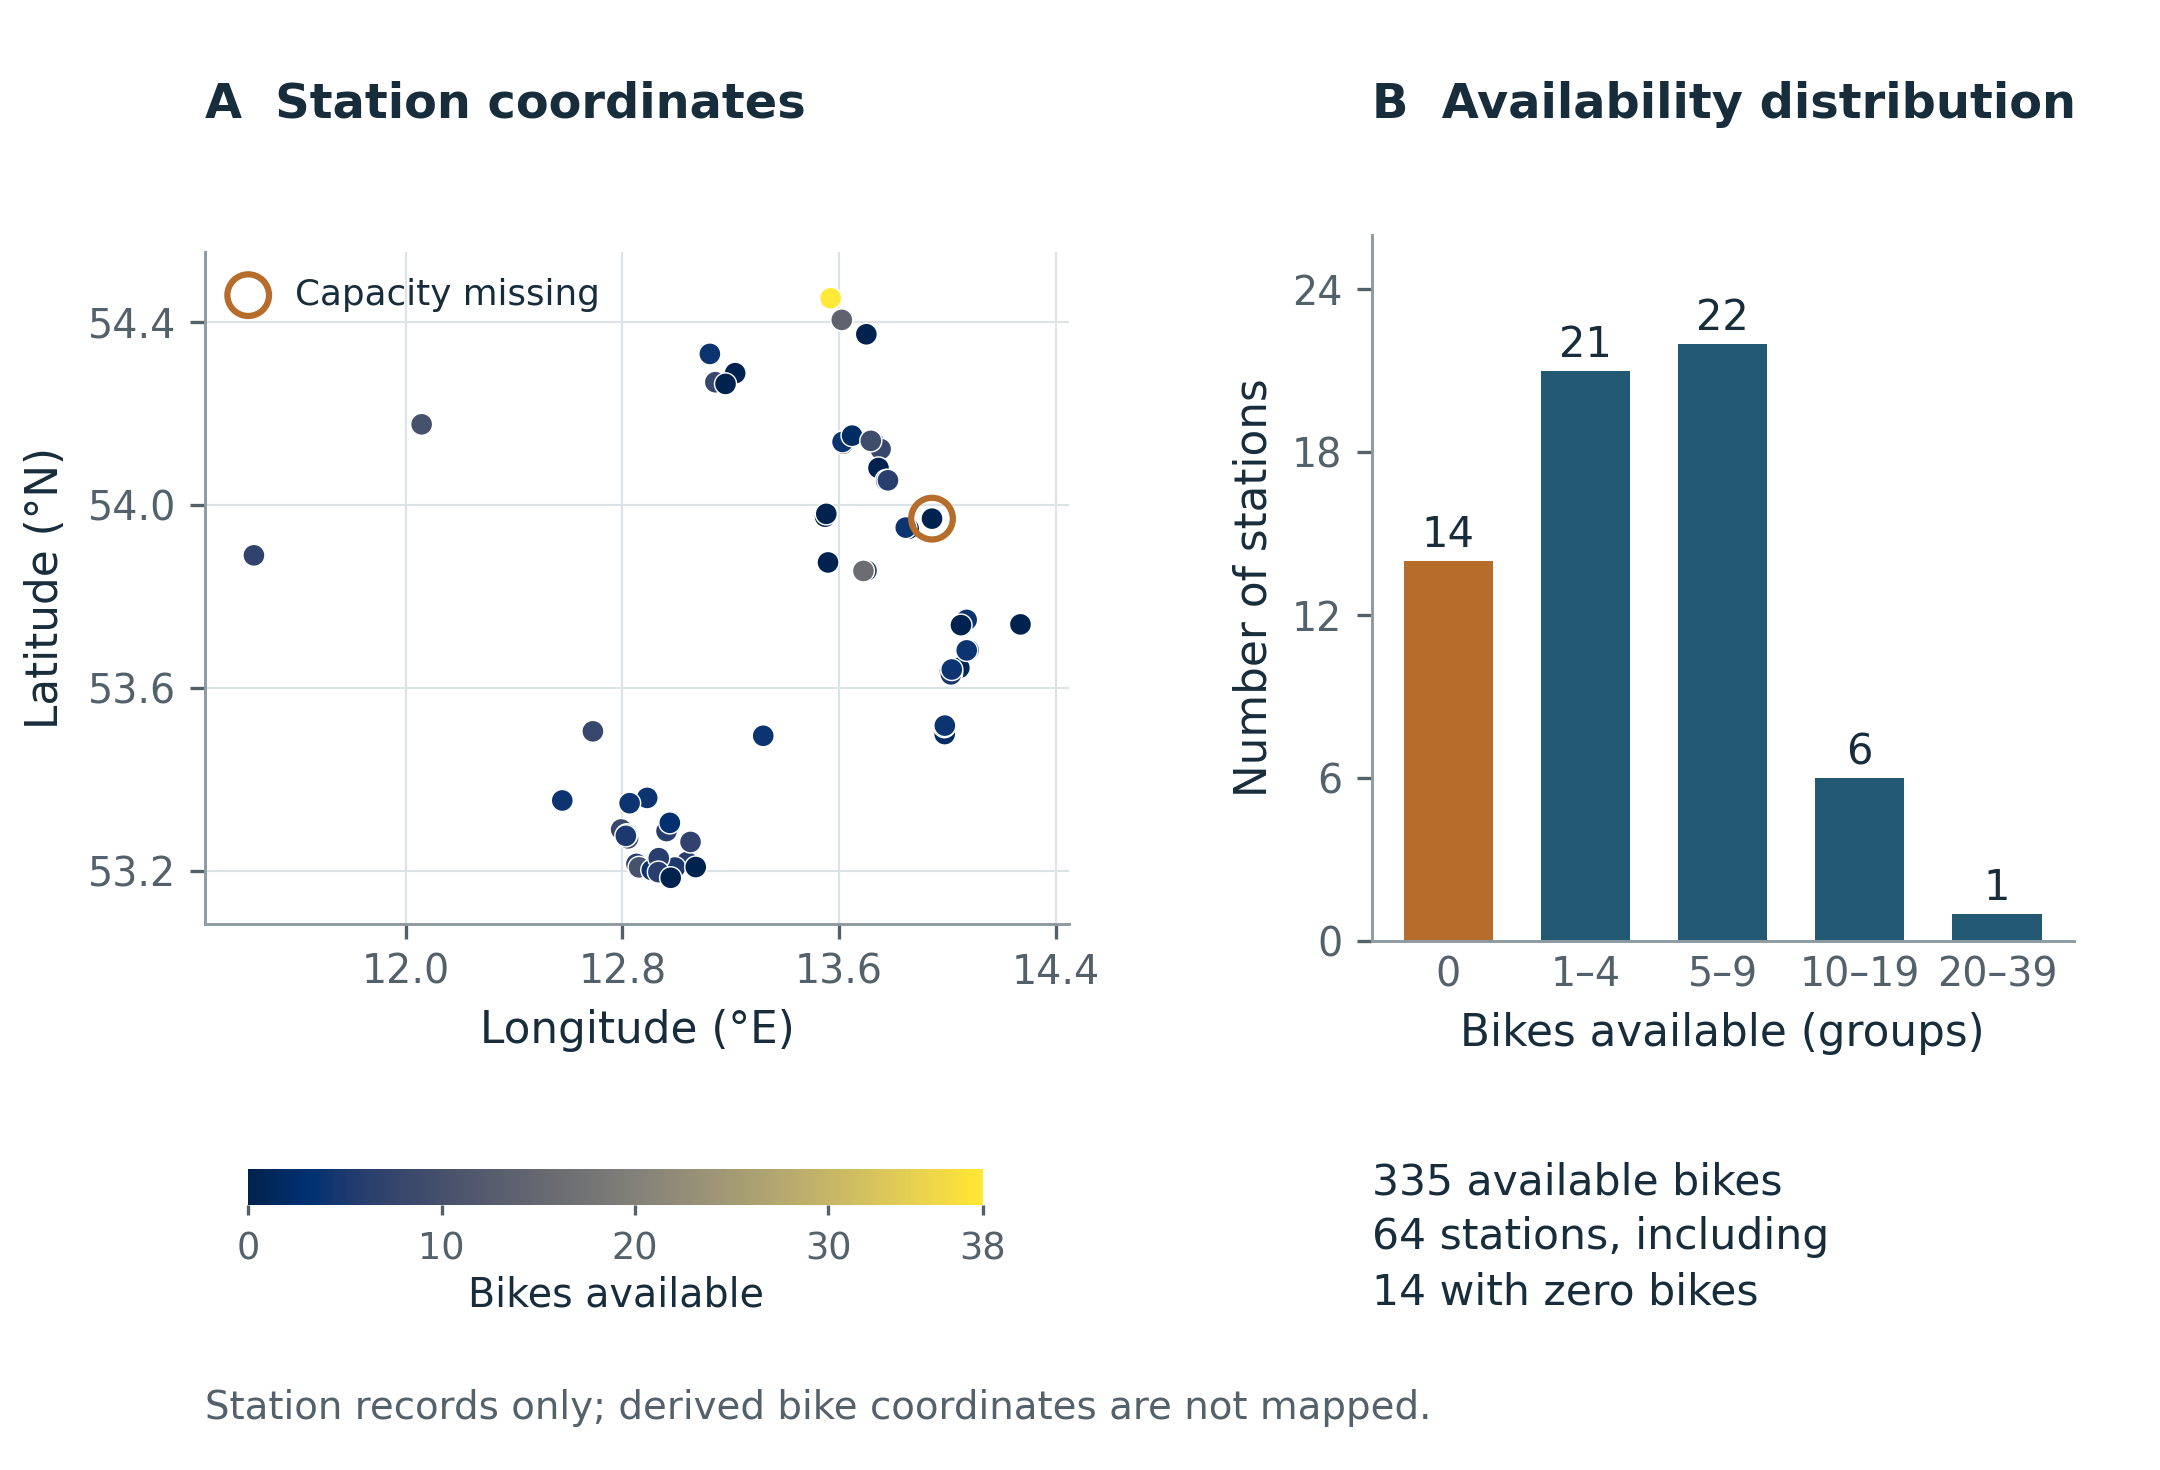 A Station coordinates
Capacity missing
54.4
54.0
53.6
53.2
Latitude (°N)
12.0 12.8 13.6 14.4
Longitude (°E)
0 10 20 30 38
Bikes available
B Availability distribution
24
18
12
6
0
Number of stations
14 21 22 6 1
0 1–4 5–9 10–19 20–39
Bikes available (groups)
335 available bikes
64 stations, including
14 with zero bikes
Station records only; derived bike coordinates are not mapped.